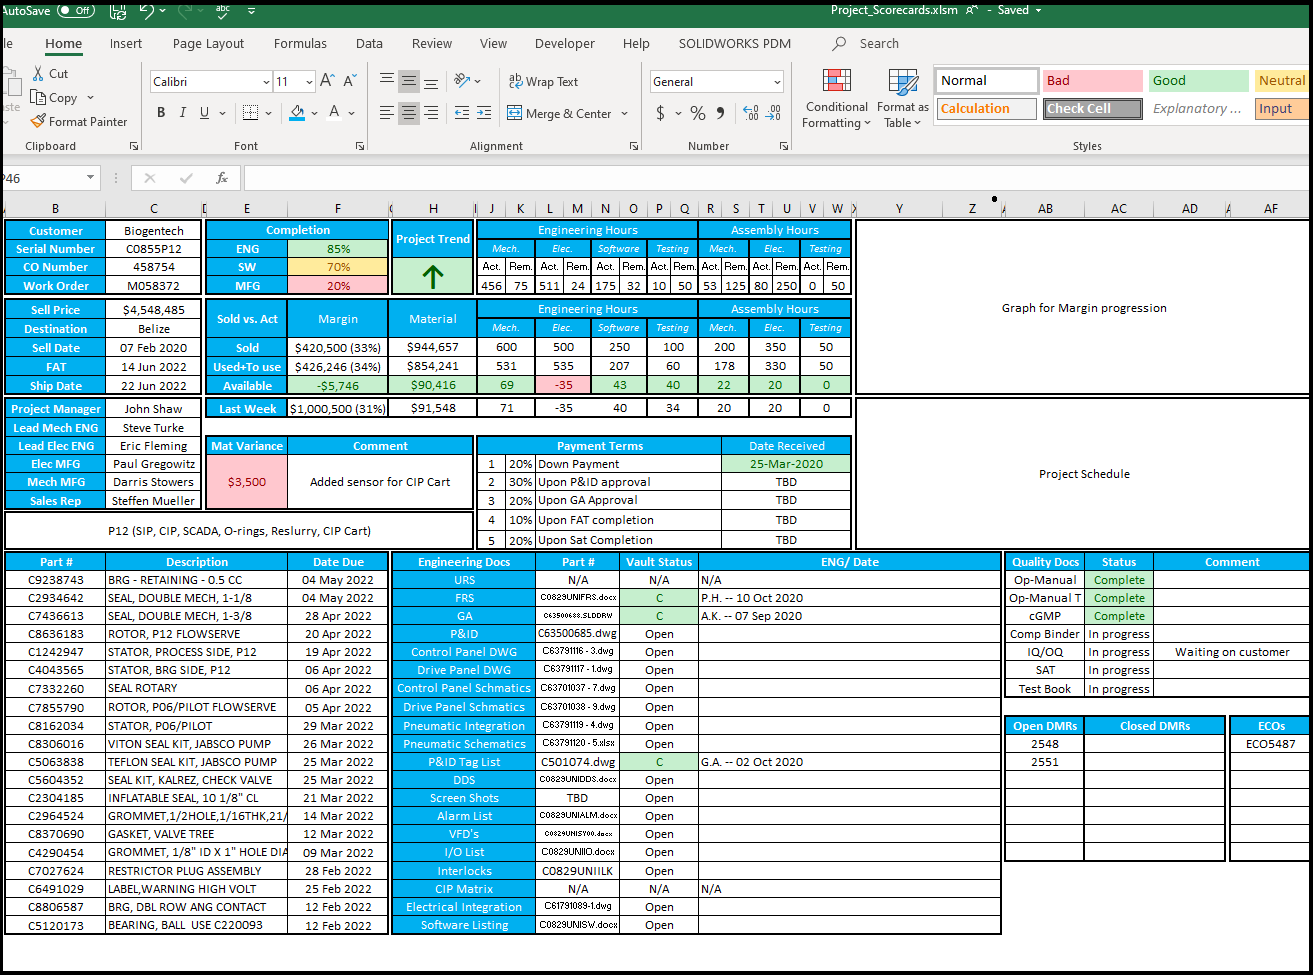 AutoSave Off Project_Scorecards.xlsm - Saved
Home Insert Page Layout Formulas Data Review View Developer Help SOLIDWORKS PDM Search
Cut
Copy
Format Painter
Clipboard
Calibri 11
B I U
Font
Wrap Text
Merge & Center
Alignment
General
$ %
Number
Conditional Formatting
Format as Table
Normal Bad Good Neutral
Calculation Check Cell Explanatory ... Input
Styles
P46 fx
B C E F H J K L M N O P Q R S T U V W Y Z AB AC AD AF
Customer Biogentech
Serial Number C0855P12
CO Number 458754
Work Order M058372
Completion
ENG 85%
SW 70%
MFG 20%
Project Trend
Engineering Hours Assembly Hours
Mech. Elec. Software Testing Mech. Elec. Testing
Act. Rem. Act. Rem. Act. Rem. Act. Rem. Act. Rem. Act. Rem. Act. Rem.
456 75 511 24 175 32 10 50 53 125 80 250 0 50
Sell Price $4,548,485
Destination Belize
Sell Date 07 Feb 2020
FAT 14 Jun 2022
Ship Date 22 Jun 2022
Sold vs. Act Margin Material Engineering Hours Assembly Hours
Mech. Elec. Software Testing Mech. Elec. Testing
Sold $420,500 (33%) $944,657 600 500 250 100 200 350 50
Used+To use $426,246 (34%) $854,241 531 535 207 60 178 330 50
Available -$5,746 $90,416 69 -35 43 40 22 20 0
Last Week $1,000,500 (31%) $91,548 71 -35 40 34 20 20 0
Graph for Margin progression
Project Manager John Shaw
Lead Mech ENG Steve Turke
Lead Elec ENG Eric Fleming
Elec MFG Paul Gregowitz
Mech MFG Darris Stowers
Sales Rep Steffen Mueller
Mat Variance Comment
$3,500 Added sensor for CIP Cart
Payment Terms Date Received
1 20% Down Payment 25-Mar-2020
2 30% Upon P&ID approval TBD
3 20% Upon GA Approval TBD
4 10% Upon FAT completion TBD
5 20% Upon Sat Completion TBD
Project Schedule
P12 (SIP, CIP, SCADA, O-rings, Reslurry, CIP Cart)
Part # Description Date Due
C9238743 BRG - RETAINING - 0.5 CC 04 May 2022
C2934642 SEAL, DOUBLE MECH, 1-1/8 04 May 2022
C7436613 SEAL, DOUBLE MECH, 1-3/8 28 Apr 2022
C8636183 ROTOR, P12 FLOWSERVE 20 Apr 2022
C1242947 STATOR, PROCESS SIDE, P12 19 Apr 2022
C4043565 STATOR, BRG SIDE, P12 06 Apr 2022
C7332260 SEAL ROTARY 06 Apr 2022
C7855790 ROTOR, P06/PILOT FLOWSERVE 05 Apr 2022
C8162034 STATOR, P06/PILOT 29 Mar 2022
C8306016 VITON SEAL KIT, JABSCO PUMP 26 Mar 2022
C5063838 TEFLON SEAL KIT, JABSCO PUMP 25 Mar 2022
C5604352 SEAL KIT, KALREZ, CHECK VALVE 25 Mar 2022
C2304185 INFLATABLE SEAL, 10 1/8" CL 21 Mar 2022
C2964524 GROMMET,1/2HOLE,1/16THK,21/ 14 Mar 2022
C8370690 GASKET, VALVE TREE 12 Mar 2022
C4290454 GROMMET, 1/8" ID X 1" HOLE DIA 09 Mar 2022
C7027624 RESTRICTOR PLUG ASSEMBLY 28 Feb 2022
C6491029 LABEL,WARNING HIGH VOLT 25 Feb 2022
C8806587 BRG, DBL ROW ANG CONTACT 12 Feb 2022
C5120173 BEARING, BALL USE C220093 12 Feb 2022
Engineering Docs Part # Vault Status ENG/ Date
URS N/A N/A N/A
FRS C0829UNIFRS.docx C P.H. -- 10 Oct 2020
GA C63500688.SLDDRW C A.K. -- 07 Sep 2020
P&ID C63500685.dwg Open
Control Panel DWG C63791116 - 3.dwg Open
Drive Panel DWG C63791117 - 1.dwg Open
Control Panel Schmatics C63701037 - 7.dwg Open
Drive Panel Schmatics C63701038 - 9.dwg Open
Pneumatic Integration C63791119 - 4.dwg Open
Pneumatic Schematics C63791120 - 5.xlsx Open
P&ID Tag List C501074.dwg C G.A. -- 02 Oct 2020
DDS C0829UNIDDS.docx Open
Screen Shots TBD Open
Alarm List C0829UNIALM.docx Open
VFD's C0829UNISY00.docx Open
I/O List C0829UNIIO.docx Open
Interlocks C0829UNIILK Open
CIP Matrix N/A N/A N/A
Electrical Integration C61791089-1.dwg Open
Software Listing C0829UNISW.docx Open
Quality Docs Status Comment
Op-Manual Complete
Op-Manual T Complete
cGMP Complete
Comp Binder In progress
IQ/OQ In progress Waiting on customer
SAT In progress
Test Book In progress
Open DMRs Closed DMRs ECOs
2548 ECO5487
2551